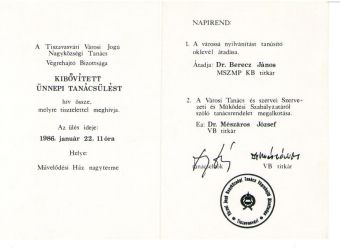 A Tiszavasvári Városi Jogú
Nagyközségi Tanács
Végrehajtó Bizottsága
KIBŐVÍTETT
ÜNNEPI TANÁCSÜLÉST
hív össze,
melyre tisztelettel meghívja.
Az ülés ideje:
1986. január 22. 11 óra
Helye:
Művelődési Ház nagyterme
NAPIREND:
1. A várossá nyilvánítást tanúsító
oklevél átadása.
Átadja: Dr. Berecz János
MSZMP KB titkár
2. A Városi Tanács és szervei Szerve-
zeti és Működési Szabályzatáról
szóló tanácsrendelet megalkotása.
Ea: Dr. Mészáros József
VB titkár
tanácselnök VB titkár